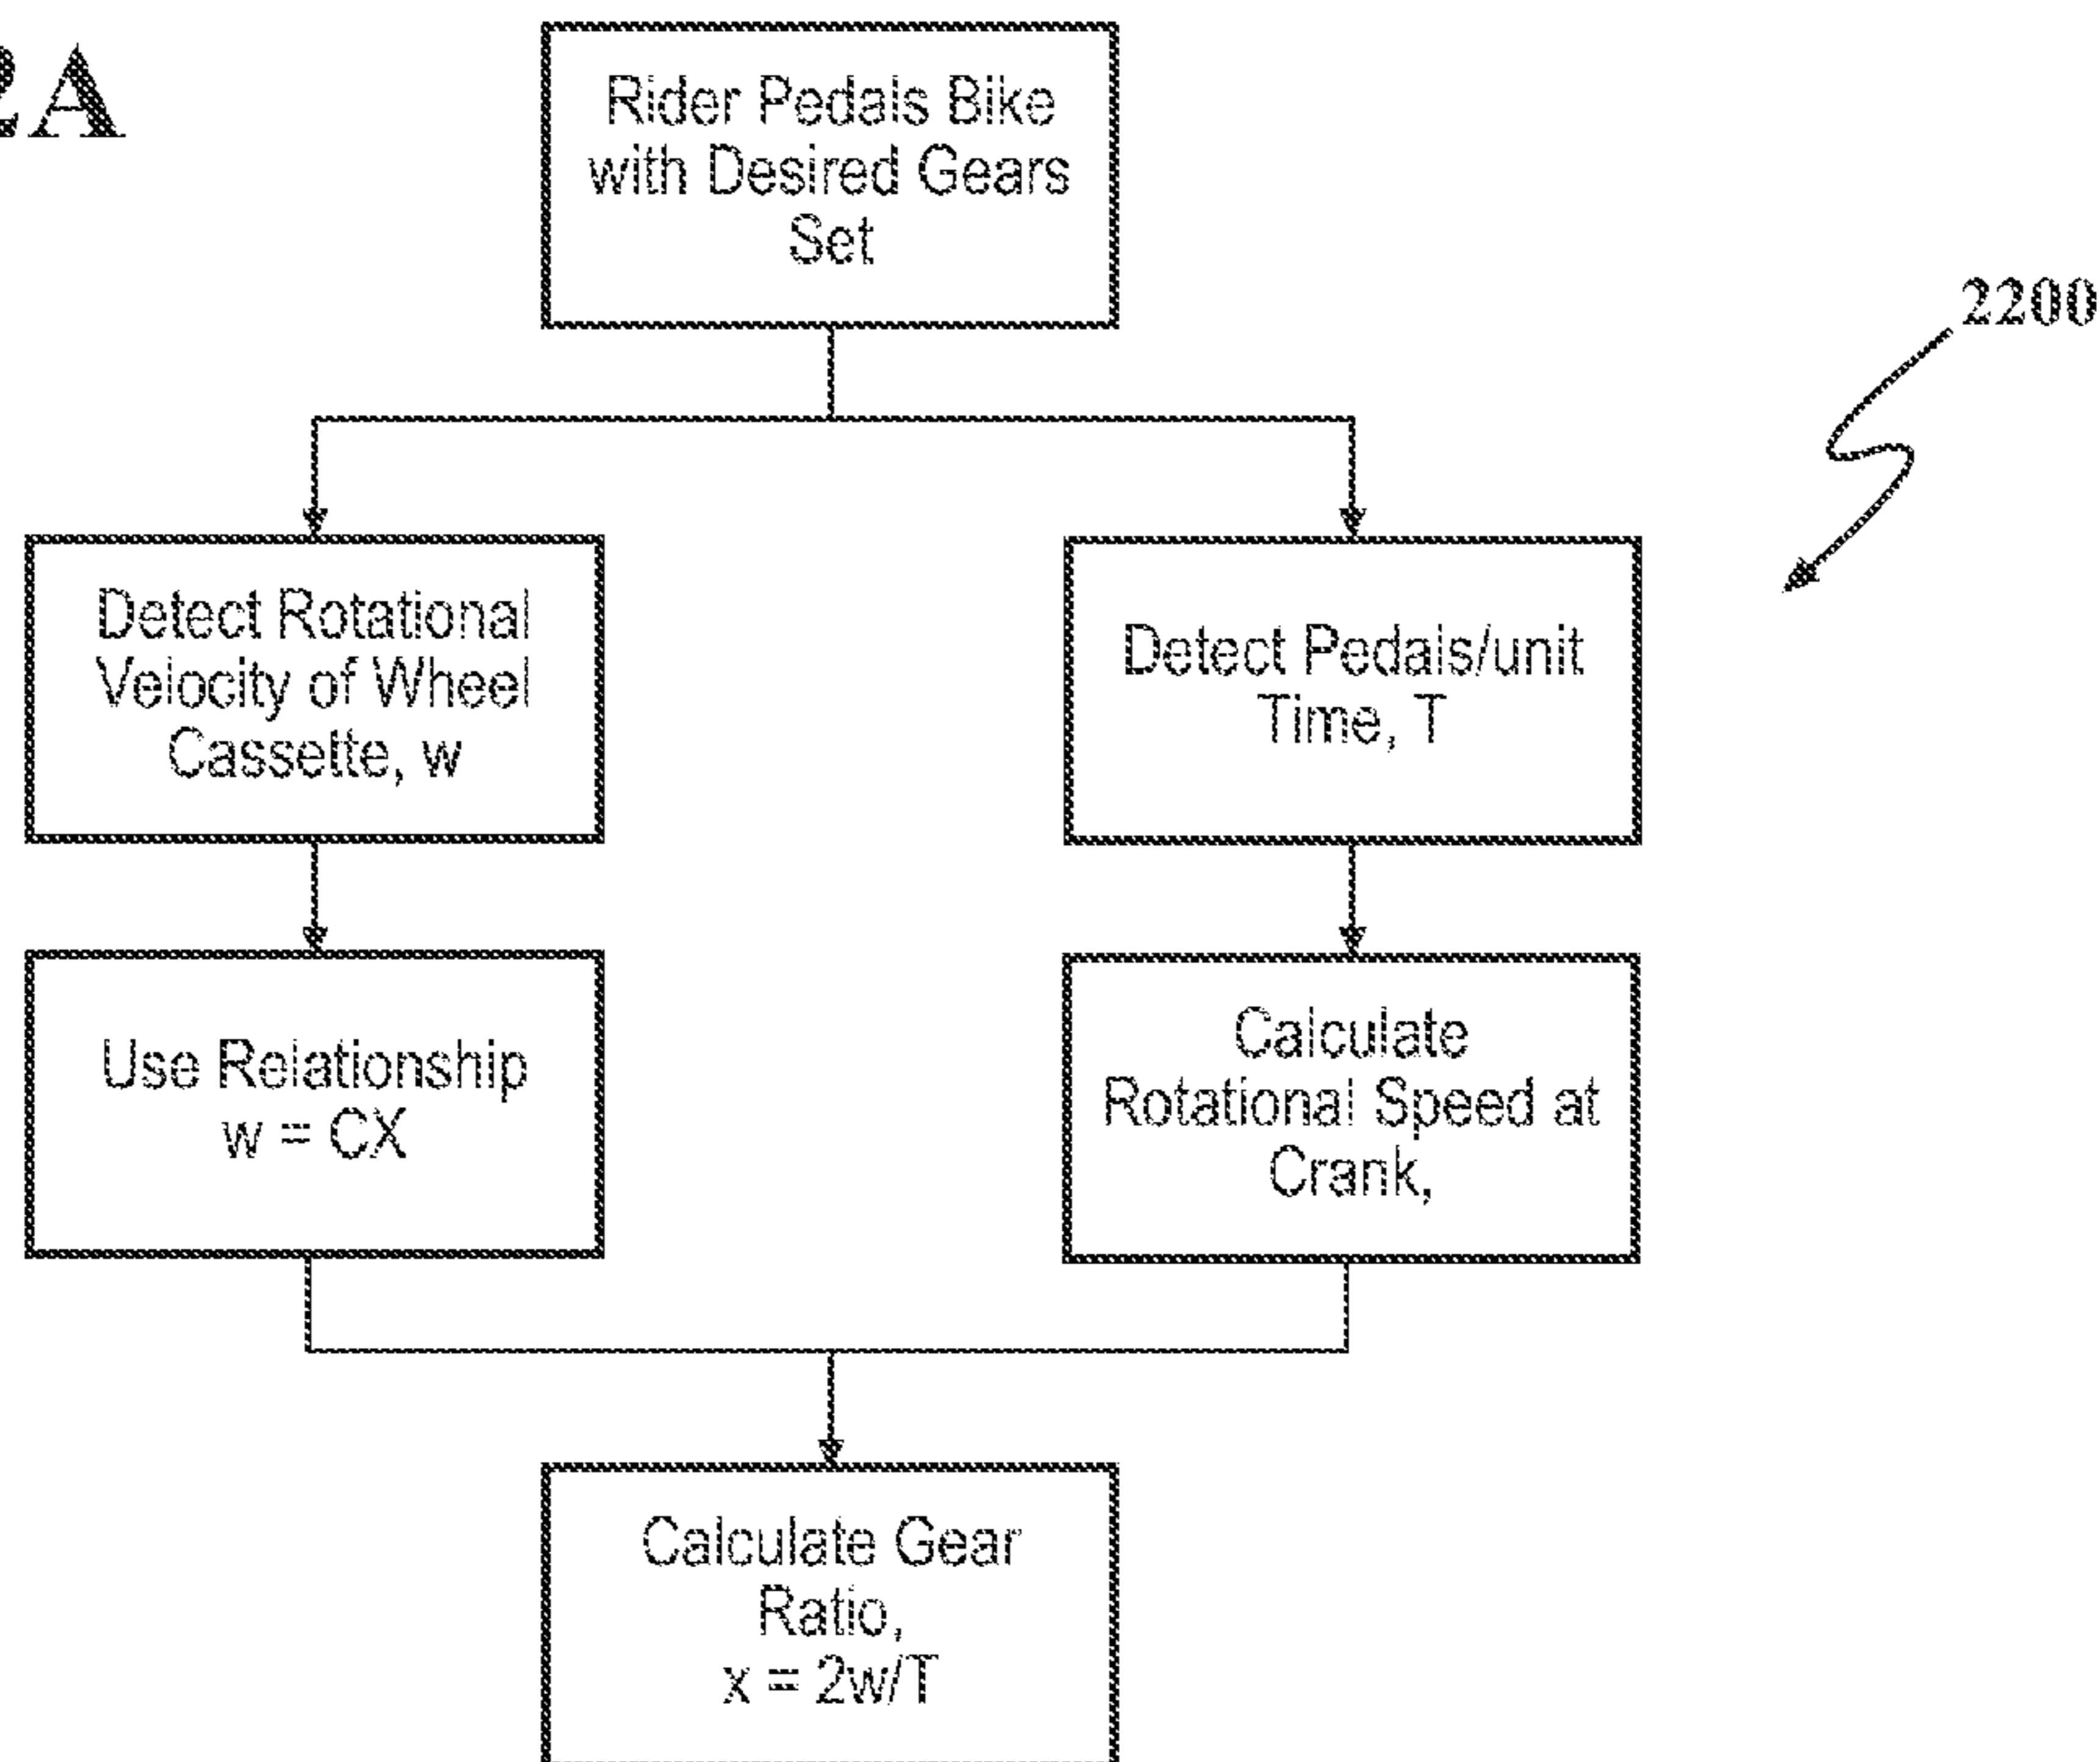 2A
Rider Pedals Bike
with Desired Gears
Set
2200
Detect Rotational
Velocity of Wheel
Cassette, w
Detect Pedals/unit
Time, T
Use Relationship
w = CX
Calculate
Rotational Speed at
Crank,
Calculate Gear
Ratio,
x = 2w/T